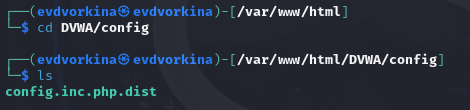 ┌──(evdvorkina㉿evdvorkina)-[/var/www/html]
└─$ cd DVWA/config
┌──(evdvorkina㉿evdvorkina)-[/var/www/html/DVWA/config]
└─$ ls
config.inc.php.dist